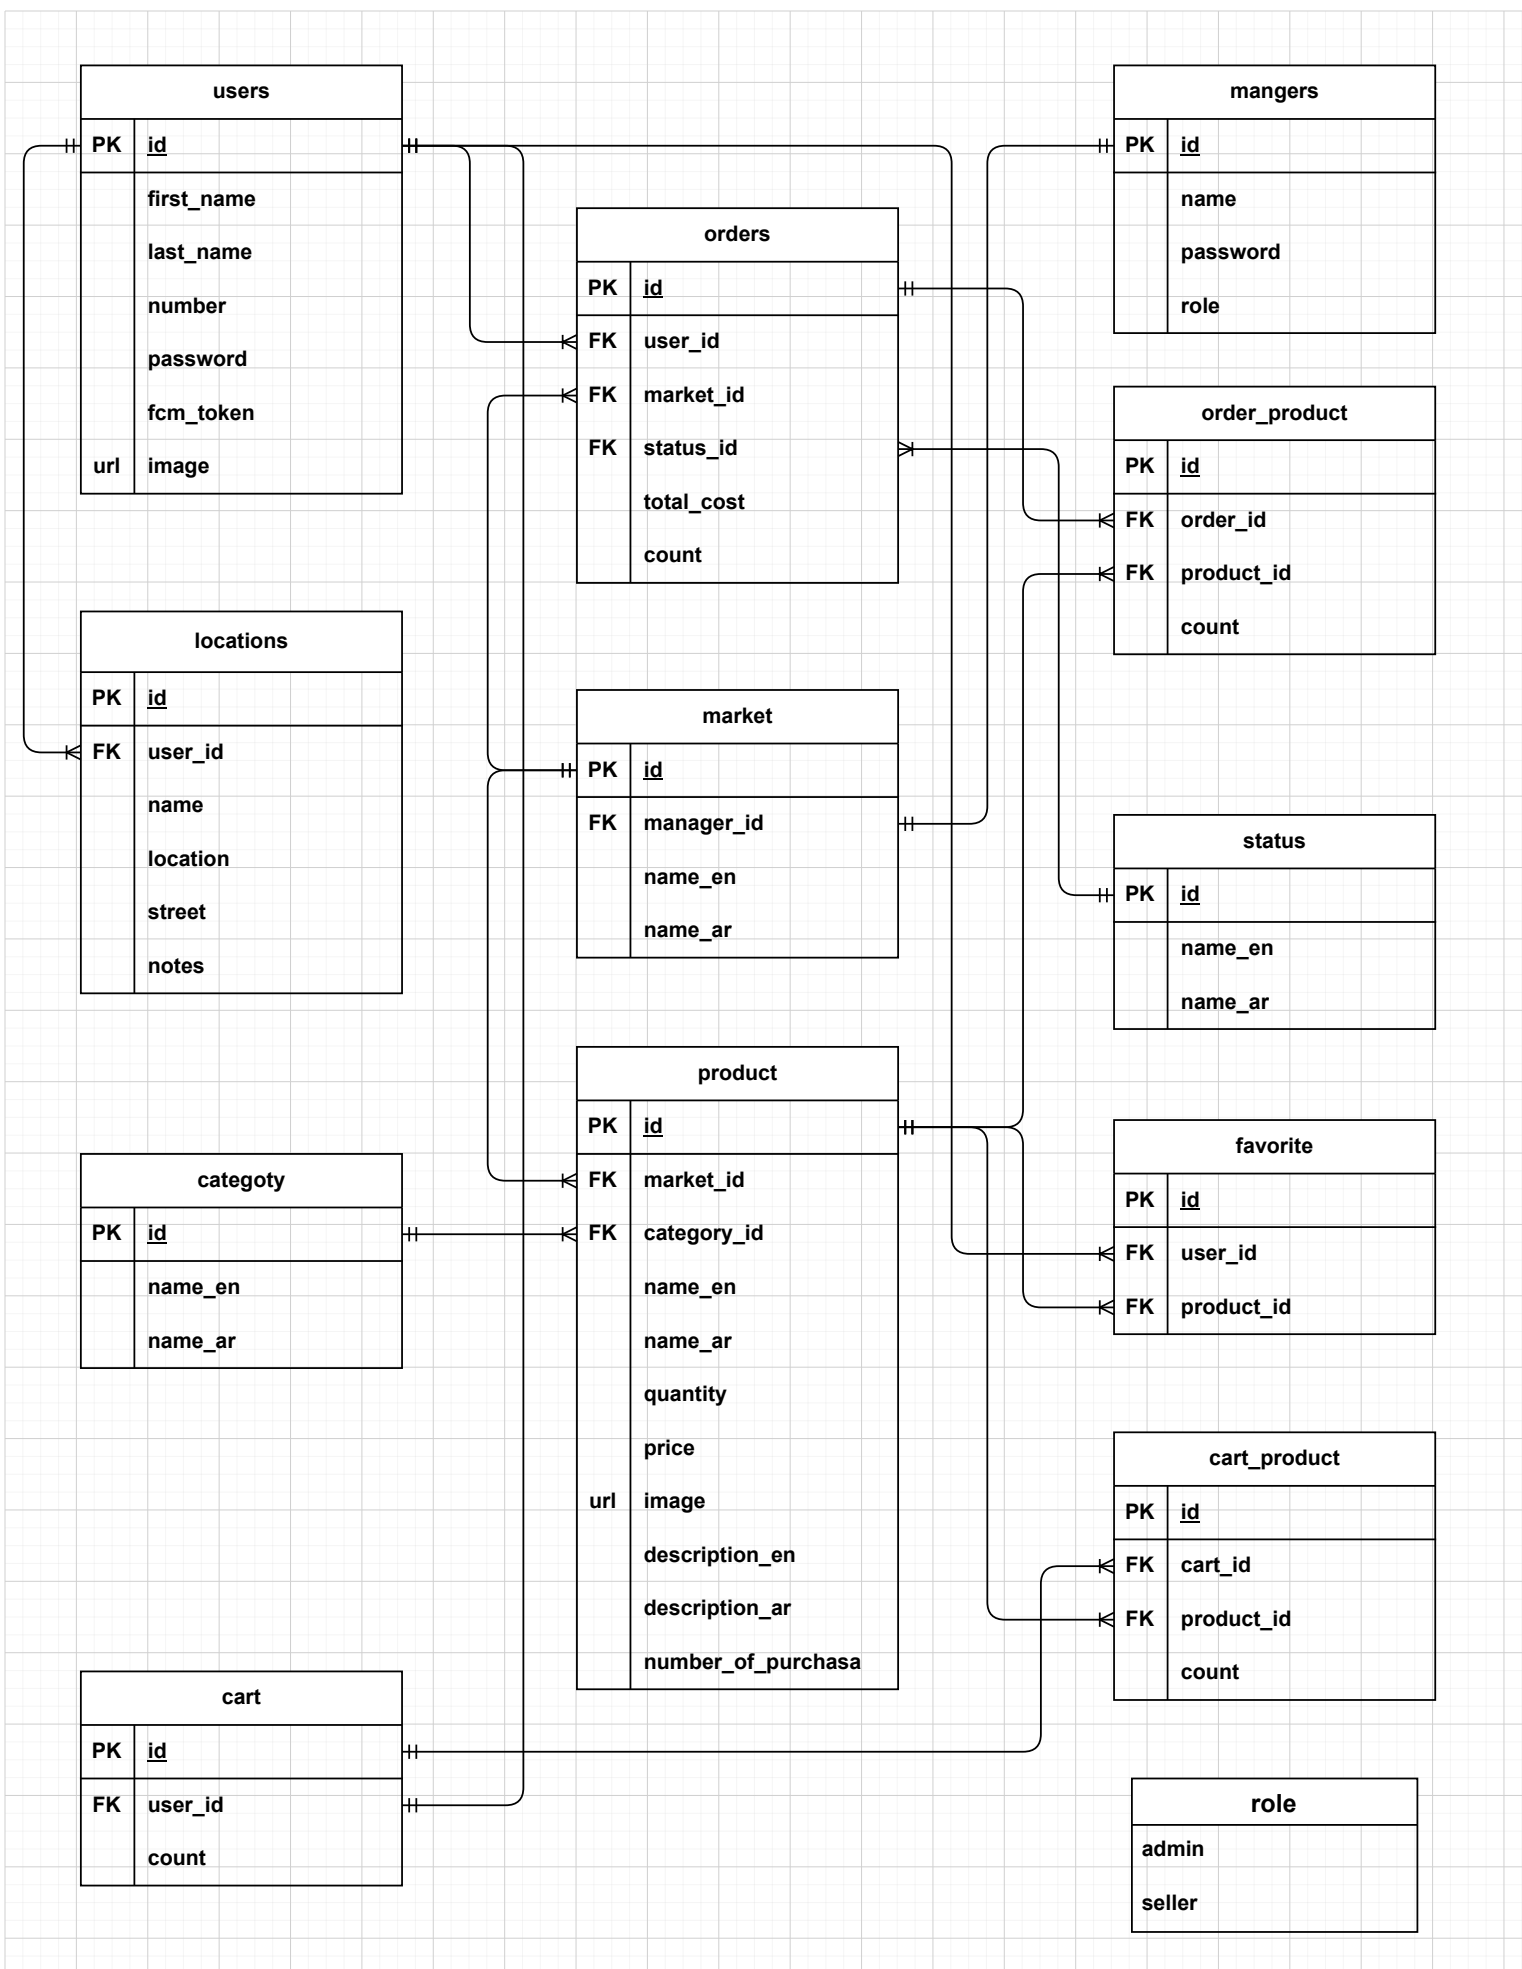 users
PK id
first_name
last_name
number
password
fcm_token
url image
locations
PK id
FK user_id
name
location
street
notes
categoty
PK id
name_en
name_ar
cart
PK id
FK user_id
count
orders
PK id
FK user_id
FK market_id
FK status_id
total_cost
count
market
PK id
FK manager_id
name_en
name_ar
product
PK id
FK market_id
FK category_id
name_en
name_ar
quantity
price
url image
description_en
description_ar
number_of_purchasa
mangers
PK id
name
password
role
order_product
PK id
FK order_id
FK product_id
count
status
PK id
name_en
name_ar
favorite
PK id
FK user_id
FK product_id
cart_product
PK id
FK cart_id
FK product_id
count
role
admin
seller